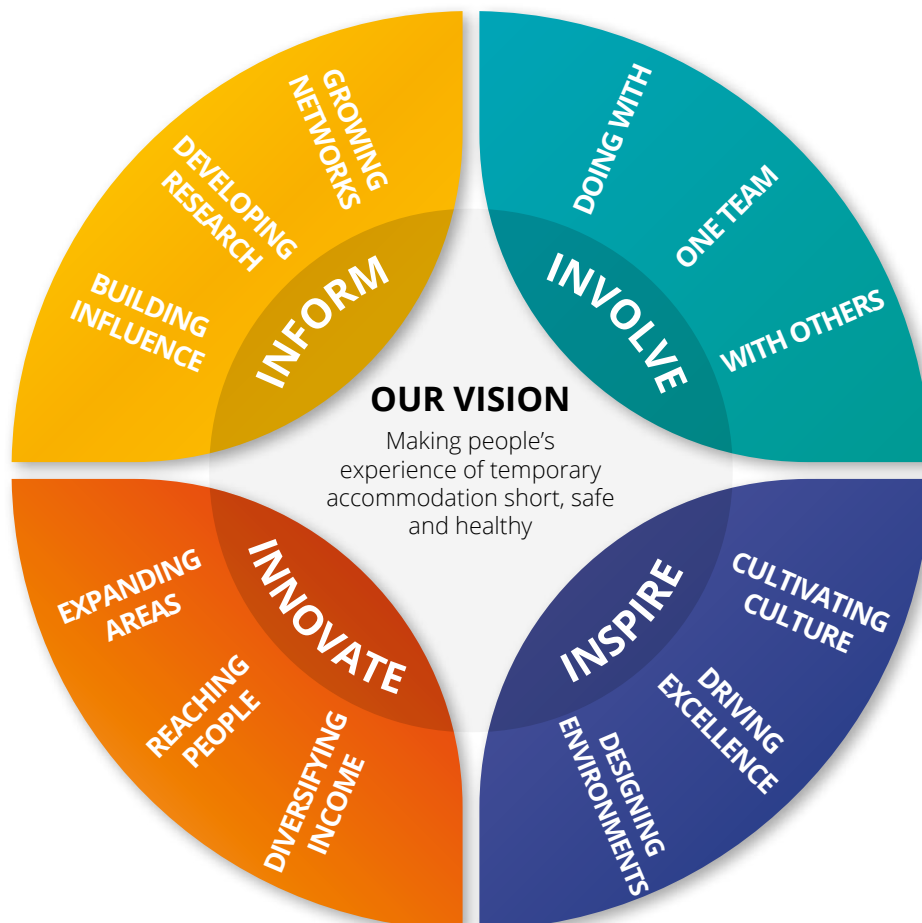 GROWING
NETWORKS
DEVELOPING
RESEARCH
BUILDING
INFLUENCE
INFORM
DOING WITH
ONE TEAM
WITH OTHERS
INVOLVE
OUR VISION
Making people’s
experience of temporary
accommodation short, safe
and healthy
EXPANDING
AREAS
REACHING
PEOPLE
DIVERSIFYING
INCOME
INNOVATE
CULTIVATING
CULTURE
DRIVING
EXCELLENCE
DESIGNING
ENVIRONMENTS
INSPIRE